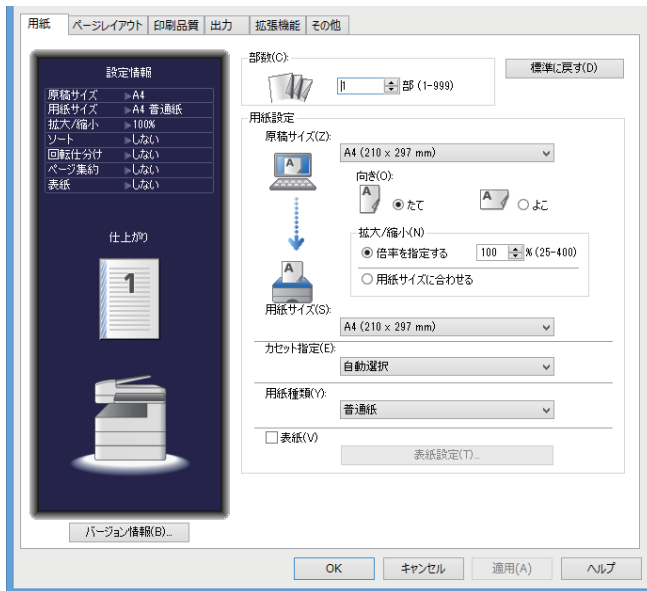 用紙 ページレイアウト 印刷品質 出力 拡張機能 その他
設定情報
原稿サイズ ▶A4
用紙サイズ ▶A4 普通紙
拡大/縮小 ▶100%
ソート ▶しない
回転仕分け ▶しない
ページ集約 ▶しない
表紙 ▶しない
仕上がり
1
バージョン情報(B)...
部数(C):
1 部 (1-999)
標準に戻す(D)
用紙設定
原稿サイズ(Z):
A4 (210 × 297 mm)
向き(O):
A たて A よこ
拡大/縮小(N)
倍率を指定する 100 % (25-400)
用紙サイズに合わせる
A
A
用紙サイズ(S):
A4 (210 × 297 mm)
カセット指定(E):
自動選択
用紙種類(Y):
普通紙
表紙(V)
表紙設定(T)...
OK キャンセル 適用(A) ヘルプ